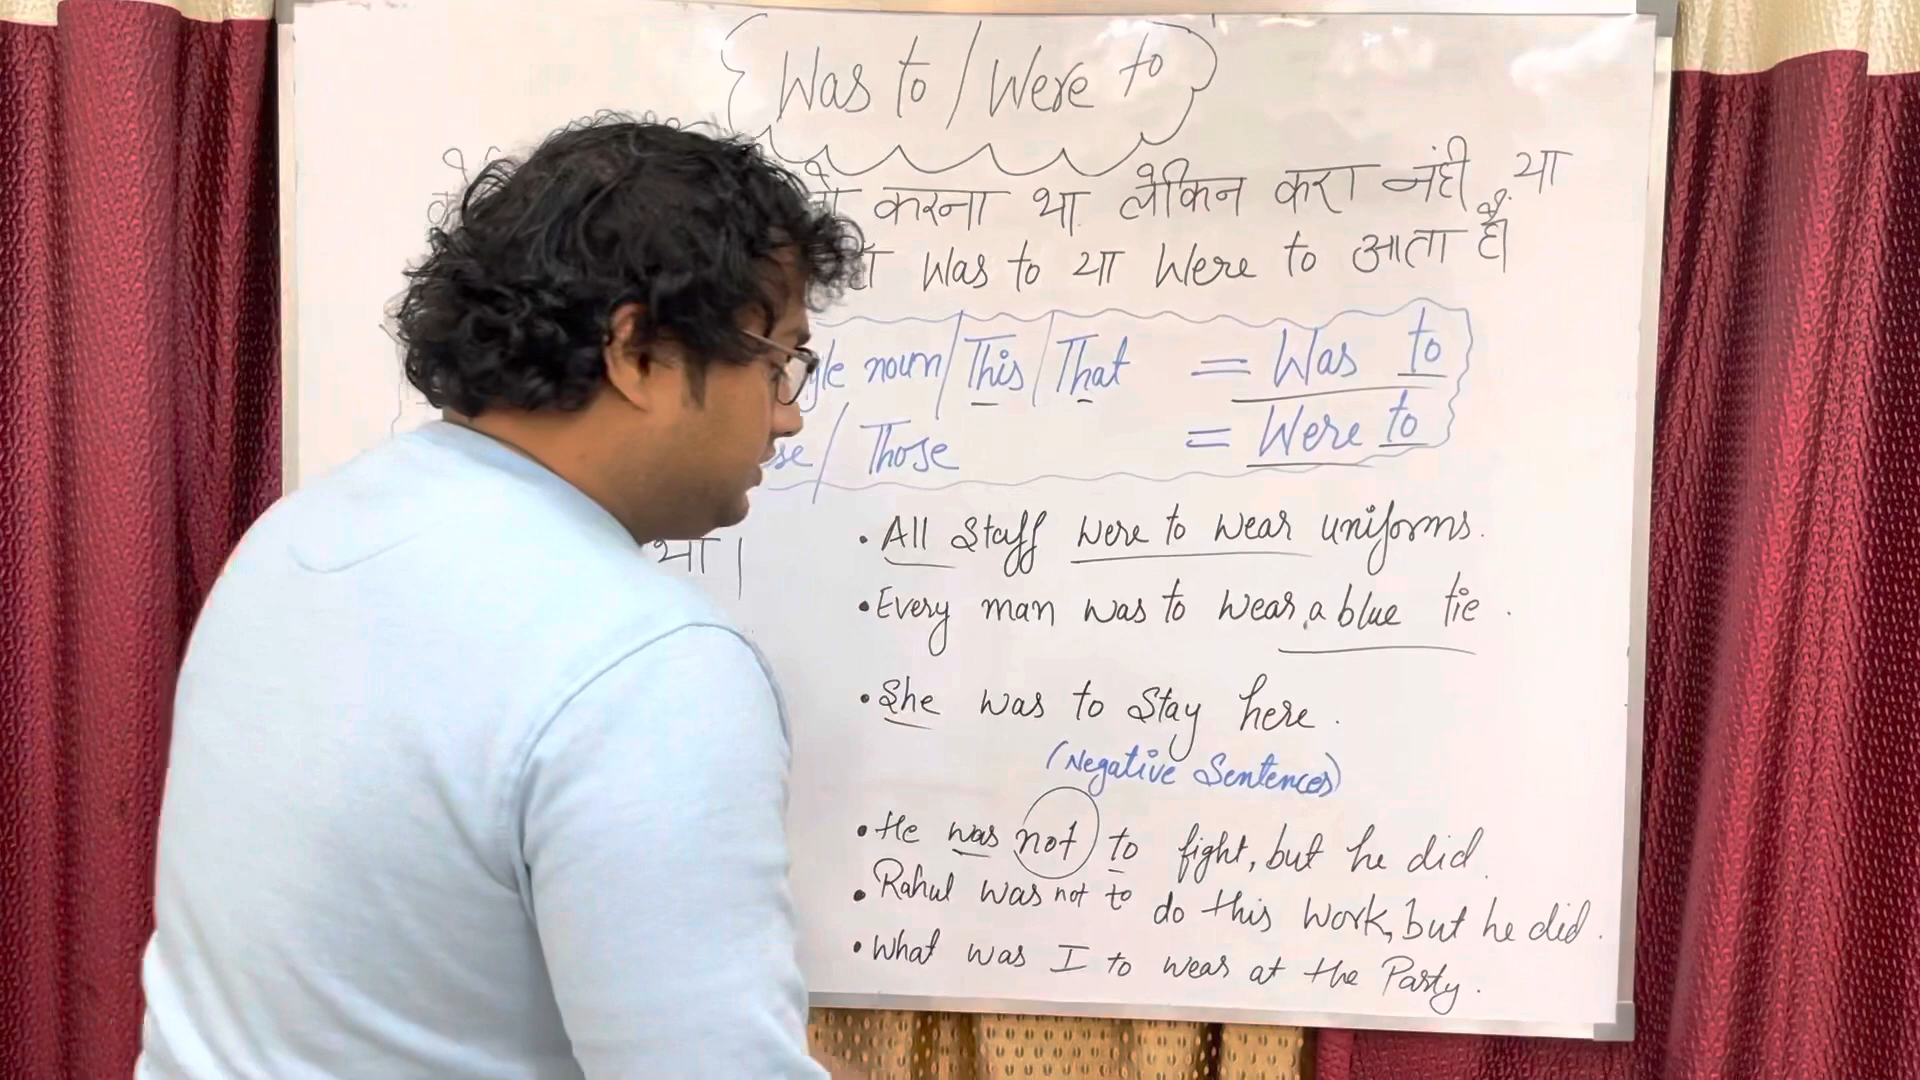 Was to / Were to
करना था लेकिन करा नंही या
Was to या Were to आता है।
noun / This / That = Was to
/ Those = Were to
था।
• All Staff were to wear uniforms.
• Every man was to wear a blue tie.
• She was to Stay here.
(Negative Sentences)
• He was not to fight, but he did.
• Rahul was not to do this work, but he did.
• What was I to wear at the Party.